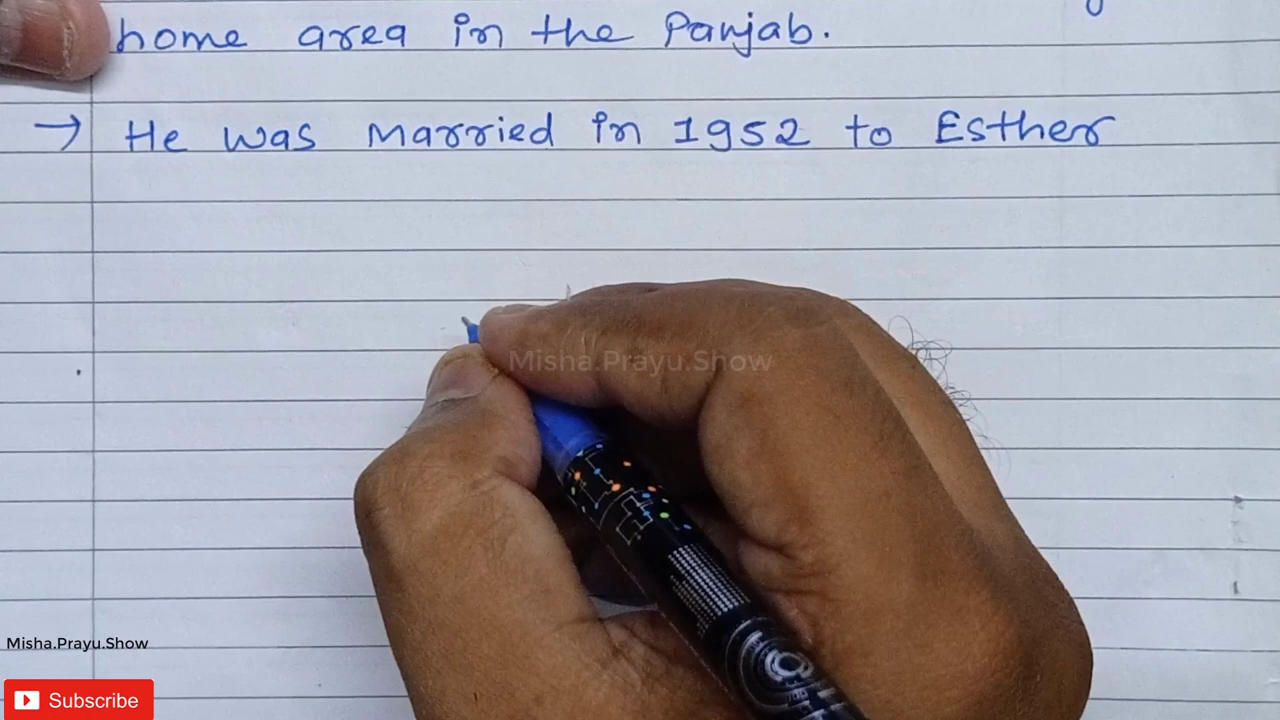 home area in the Panjab.
→ He was Married in 1952 to Esther
Misha.Prayu.Show
Misha.Prayu.Show
Subscribe